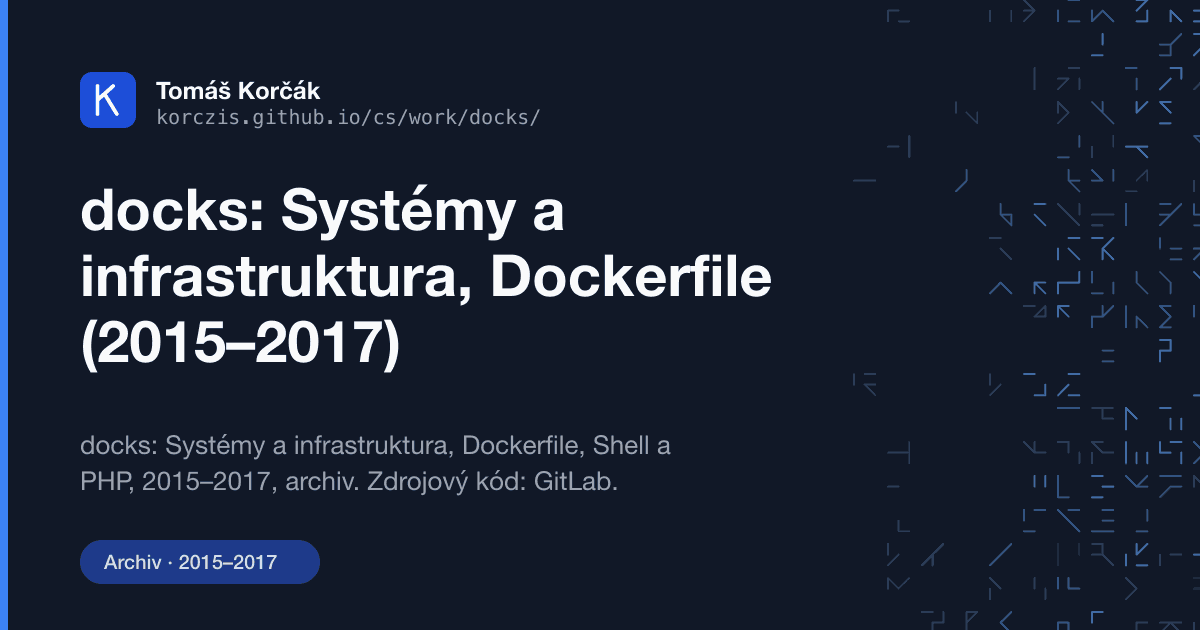 K
Tomáš Korčák
korczis.github.io/cs/work/docks/
docks: Systémy a
infrastruktura, Dockerfile
(2015–2017)
docks: Systémy a infrastruktura, Dockerfile, Shell a
PHP, 2015–2017, archiv. Zdrojový kód: GitLab.
Archiv · 2015–2017